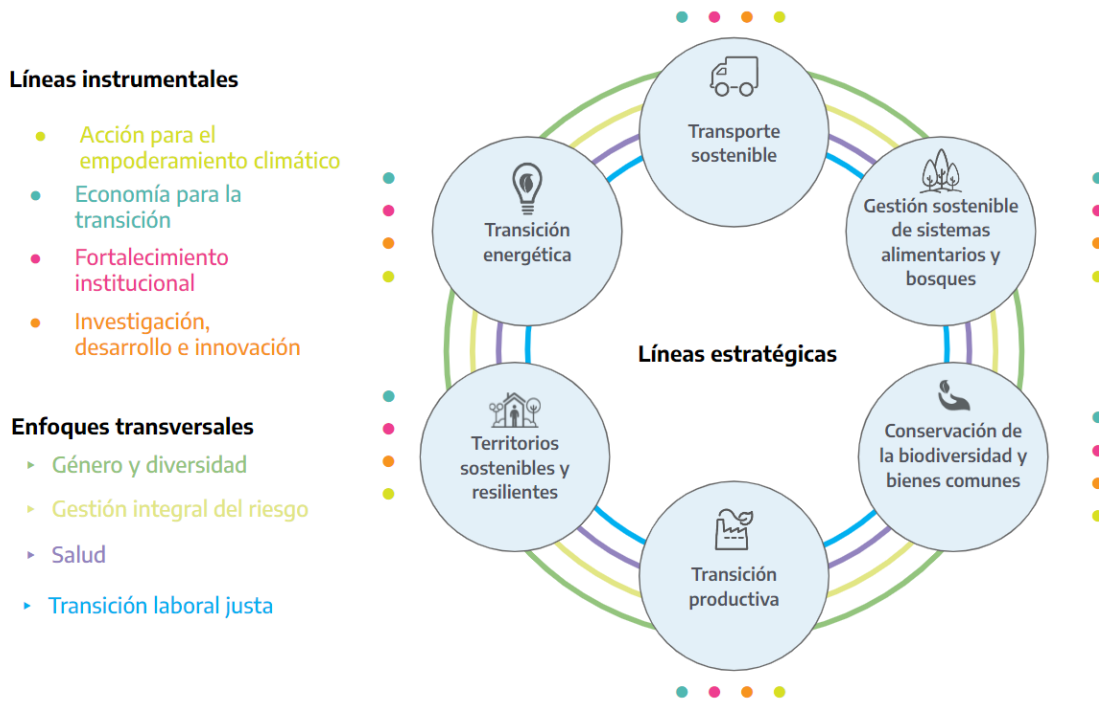 Líneas instrumentales
Acción para el
empoderamiento climático
Economía para la
transición
Fortalecimiento
institucional
Investigación,
desarrollo e innovación
Enfoques transversales
Género y diversidad
Gestión integral del riesgo
Salud
Transición laboral justa
Transporte
sostenible
Transición
energética
Gestión sostenible
de sistemas
alimentarios y
bosques
Líneas estratégicas
Territorios
sostenibles y
resilientes
Conservación de
la biodiversidad y
bienes comunes
Transición
productiva